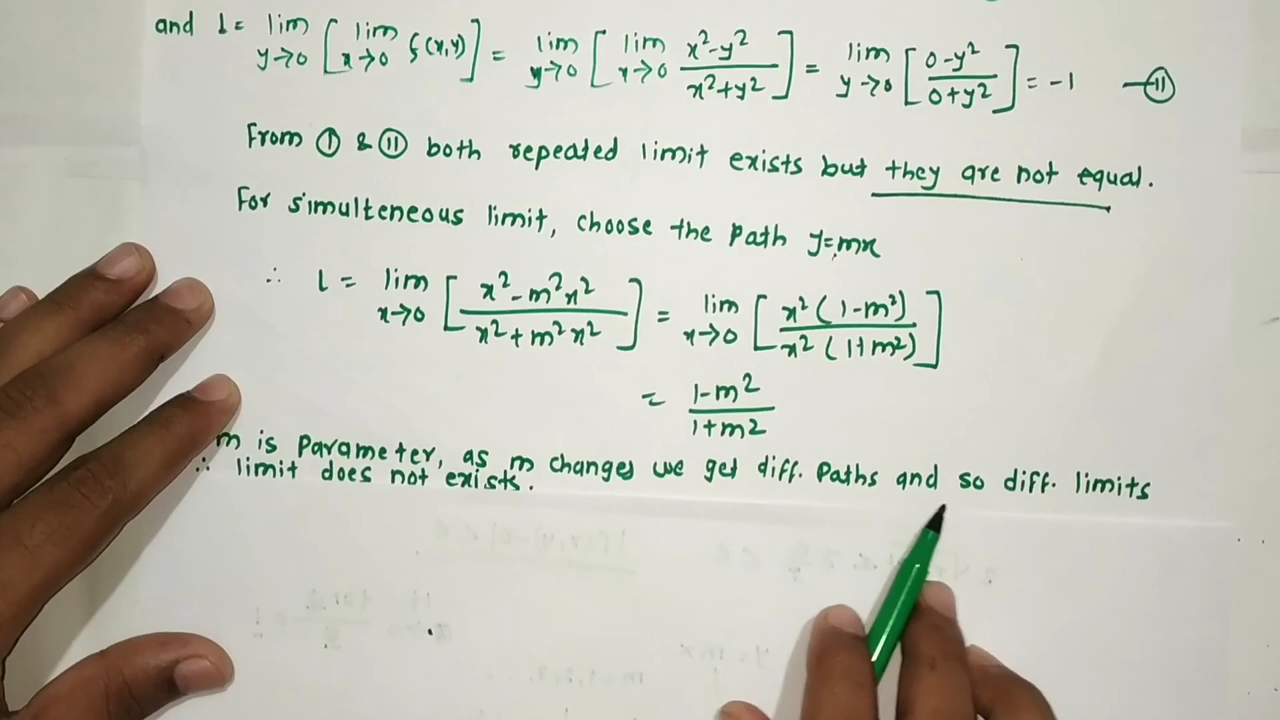 and l = lim y→0 [ lim x→0 f(x,y) ] = lim y→0 [ lim x→0 x²-y² / x²+y² ] = lim y→0 [ 0-y² / 0+y² ] = -1 —Ⅱ
From Ⅰ & Ⅱ both repeated limit exists but they are not equal.
For simulteneous limit, choose the path y=mx
∴ l = lim x→0 [ x²-m²x² / x²+m²x² ] = lim x→0 [ x²(1-m²) / x²(1+m²) ]
= 1-m² / 1+m2
m is parameter, as m changes we get diff. paths and so diff. limits
∴ limit does not exists.